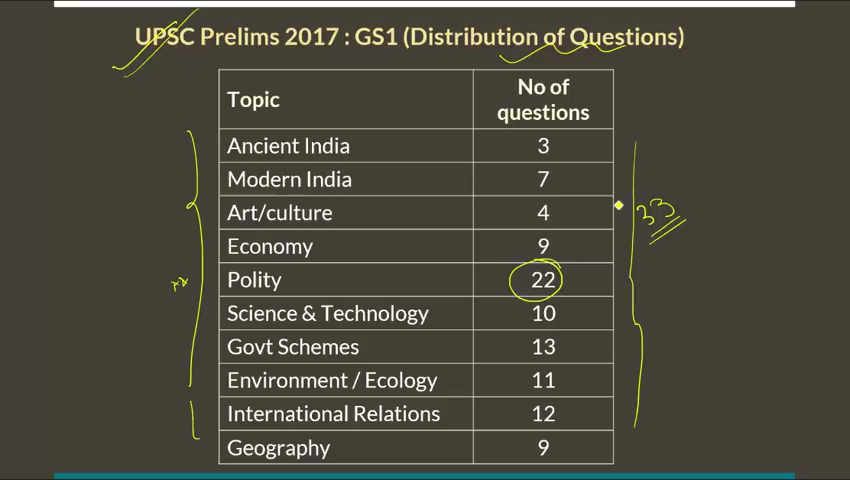 UPSC Prelims 2017 : GS1 (Distribution of Questions)
Topic No of questions
Ancient India 3
Modern India 7
Art/culture 4
Economy 9
Polity 22
Science & Technology 10
Govt Schemes 13
Environment / Ecology 11
International Relations 12
Geography 9
33